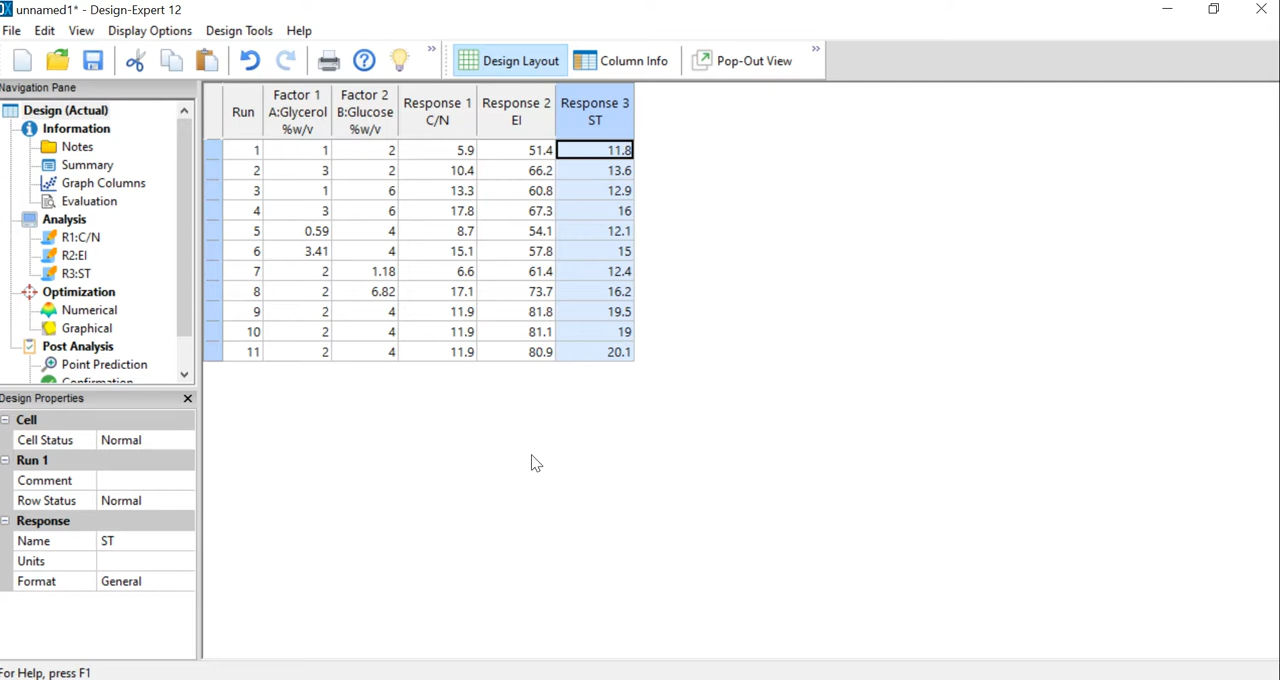 DX unnamed1* - Design-Expert 12
File Edit View Display Options Design Tools Help
» Design Layout Column Info Pop-Out View »
Navigation Pane
Design (Actual)
Information
Notes
Summary
Graph Columns
Evaluation
Analysis
R1:C/N
R2:EI
R3:ST
Optimization
Numerical
Graphical
Post Analysis
Point Prediction
Confirmation
Design Properties
Cell
Cell Status Normal
Run 1
Comment
Row Status Normal
Response
Name ST
Units
Format General
Factor 1 Factor 2 Response 1 Response 2 Response 3
Run A:Glycerol B:Glucose C/N EI ST
%w/v %w/v
1 1 2 5.9 51.4 11.8
2 3 2 10.4 66.2 13.6
3 1 6 13.3 60.8 12.9
4 3 6 17.8 67.3 16
5 0.59 4 8.7 54.1 12.1
6 3.41 4 15.1 57.8 15
7 2 1.18 6.6 61.4 12.4
8 2 6.82 17.1 73.7 16.2
9 2 4 11.9 81.8 19.5
10 2 4 11.9 81.1 19
11 2 4 11.9 80.9 20.1
For Help, press F1